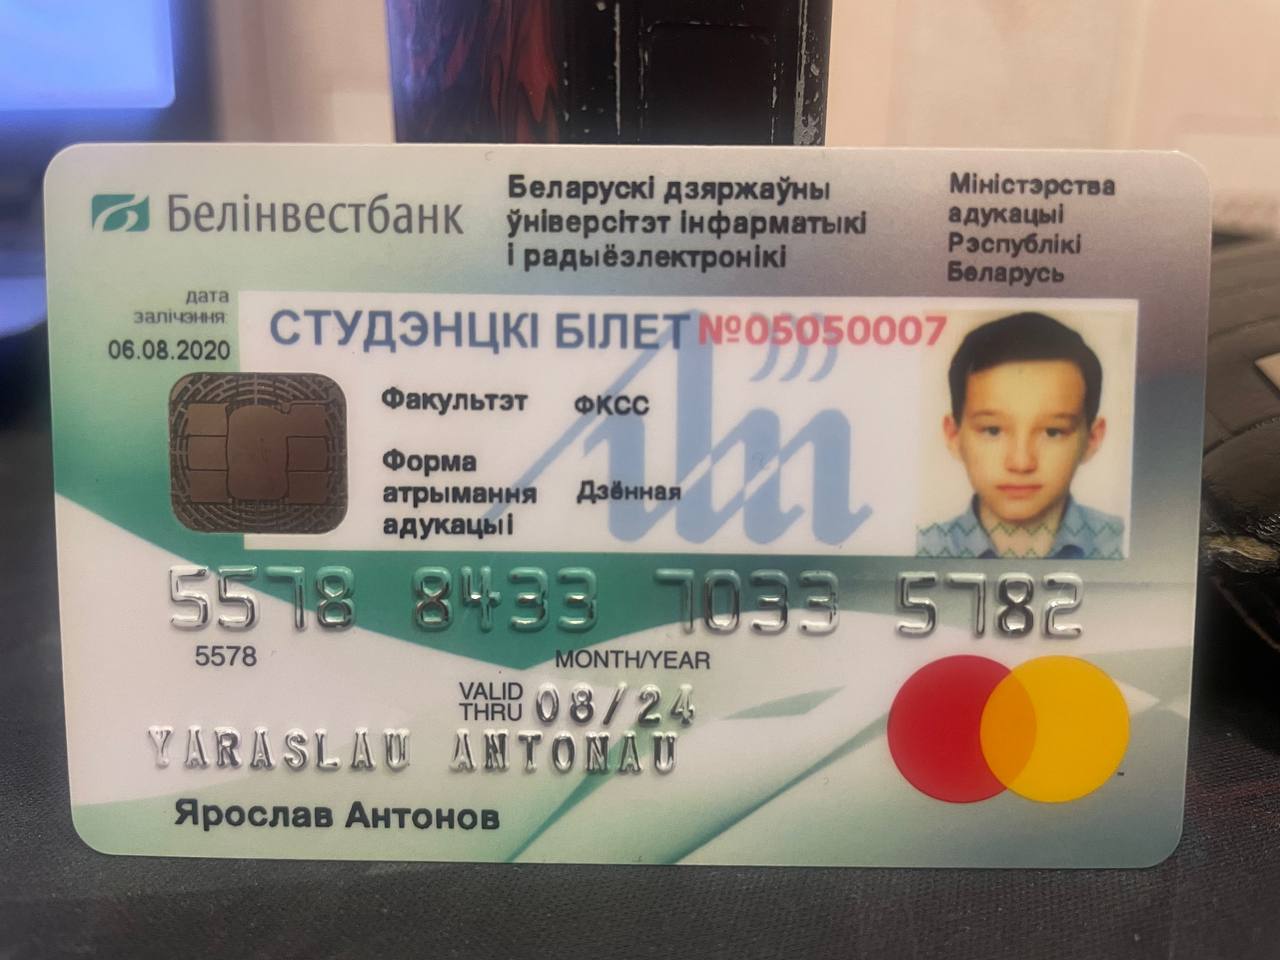 Белінвестбанк
Беларускі дзяржаўны
ўніверсітэт інфарматыкі
і радыёэлектронікі
Міністэрства
адукацыі
Рэспублікі
Беларусь
дата
залічэння:
06.08.2020
СТУДЭНЦКІ БІЛЕТ №05050007
Факультэт ФКСС
Форма
атрымання Дзённая
адукацыі
5578 8433 7033 5782
5578
MONTH/YEAR
VALID
THRU 08/24
YARASLAU ANTONAU
Ярослав Антонов